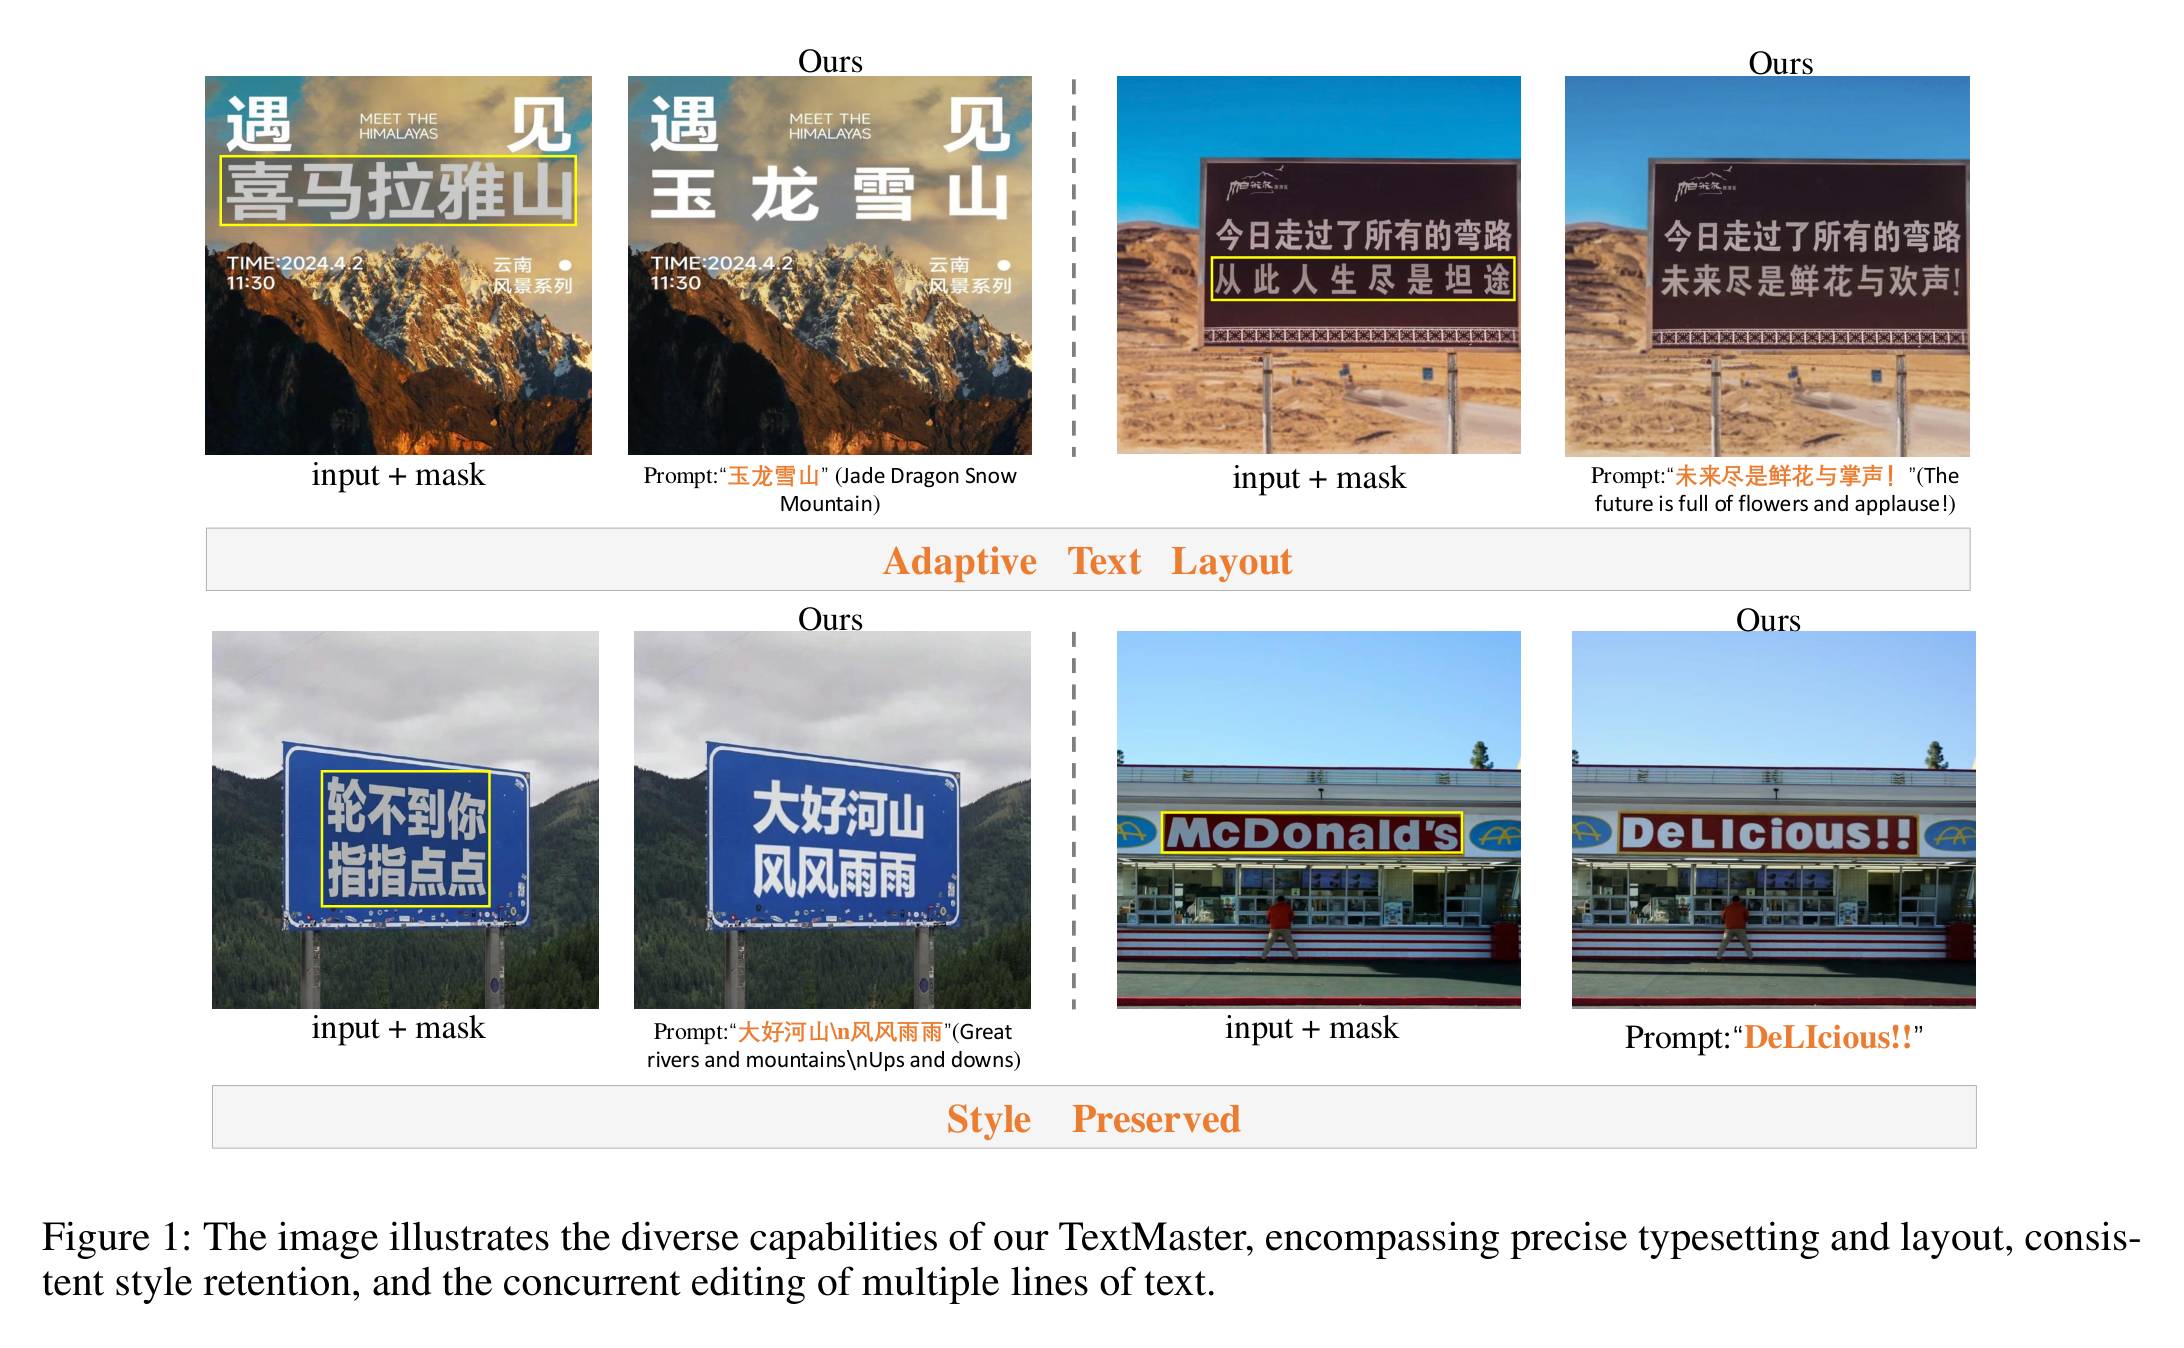 Ours
Ours
遇 MEET THE 见
HIMALAYAS
喜马拉雅山
TIME:2024.4.2 云南
11:30 风景系列
遇 MEET THE 见
HIMALAYAS
玉龙雪山
TIME:2024.4.2 云南
11:30 风景系列
今日走过了所有的弯路
从此人生尽是坦途
今日走过了所有的弯路
未来尽是鲜花与欢声!
input + mask
Prompt:“玉龙雪山” (Jade Dragon Snow
Mountain)
input + mask
Prompt:“未来尽是鲜花与掌声！”(The
future is full of flowers and applause!)
Adaptive Text Layout
Ours
Ours
轮不到你
指指点点
大好河山
风风雨雨
McDonald's
DeLIcious!!
input + mask
Prompt:“大好河山\n风风雨雨”(Great
rivers and mountains\nUps and downs)
input + mask
Prompt:“DeLIcious!!”
Style Preserved
Figure 1: The image illustrates the diverse capabilities of our TextMaster, encompassing precise typesetting and layout, consis-
tent style retention, and the concurrent editing of multiple lines of text.